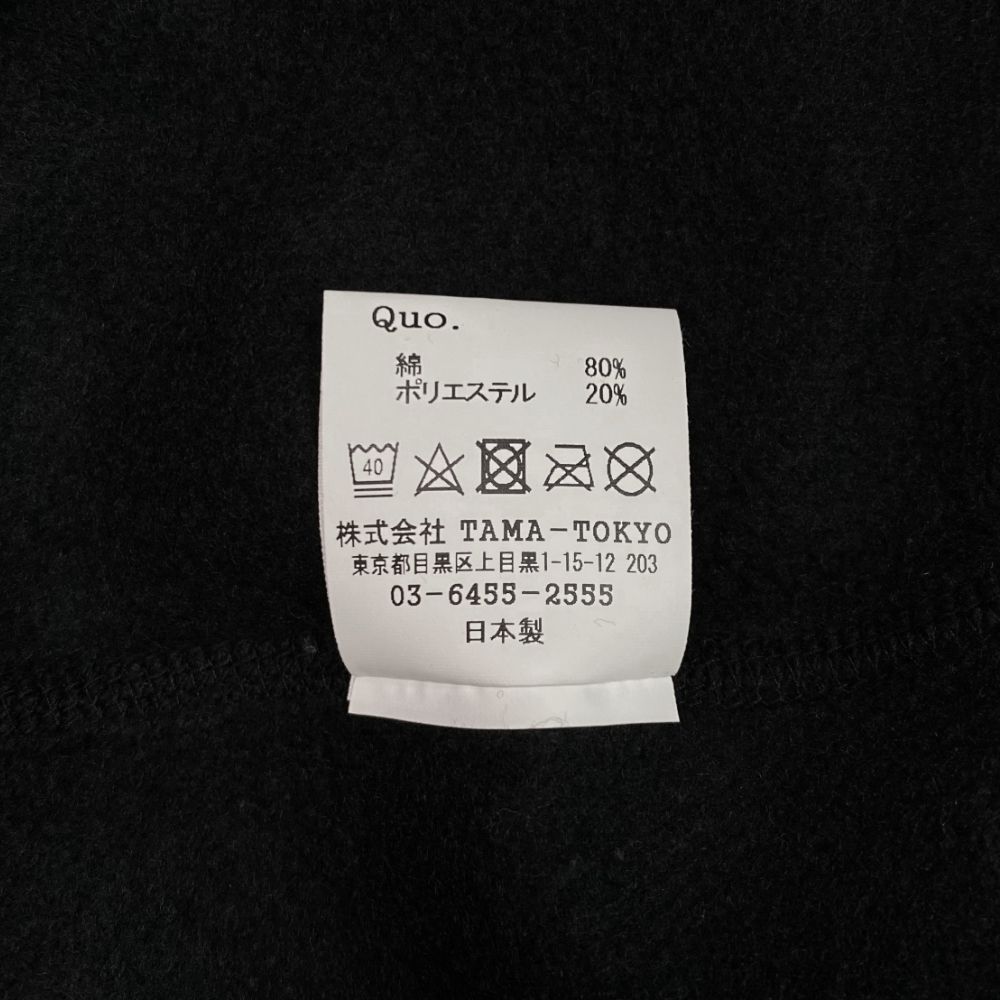 Quo.
綿 80%
ポリエステル 20%
40
株式会社 TAMA-TOKYO
東京都目黒区上目黒1-15-12 203
03-6455-2555
日本製